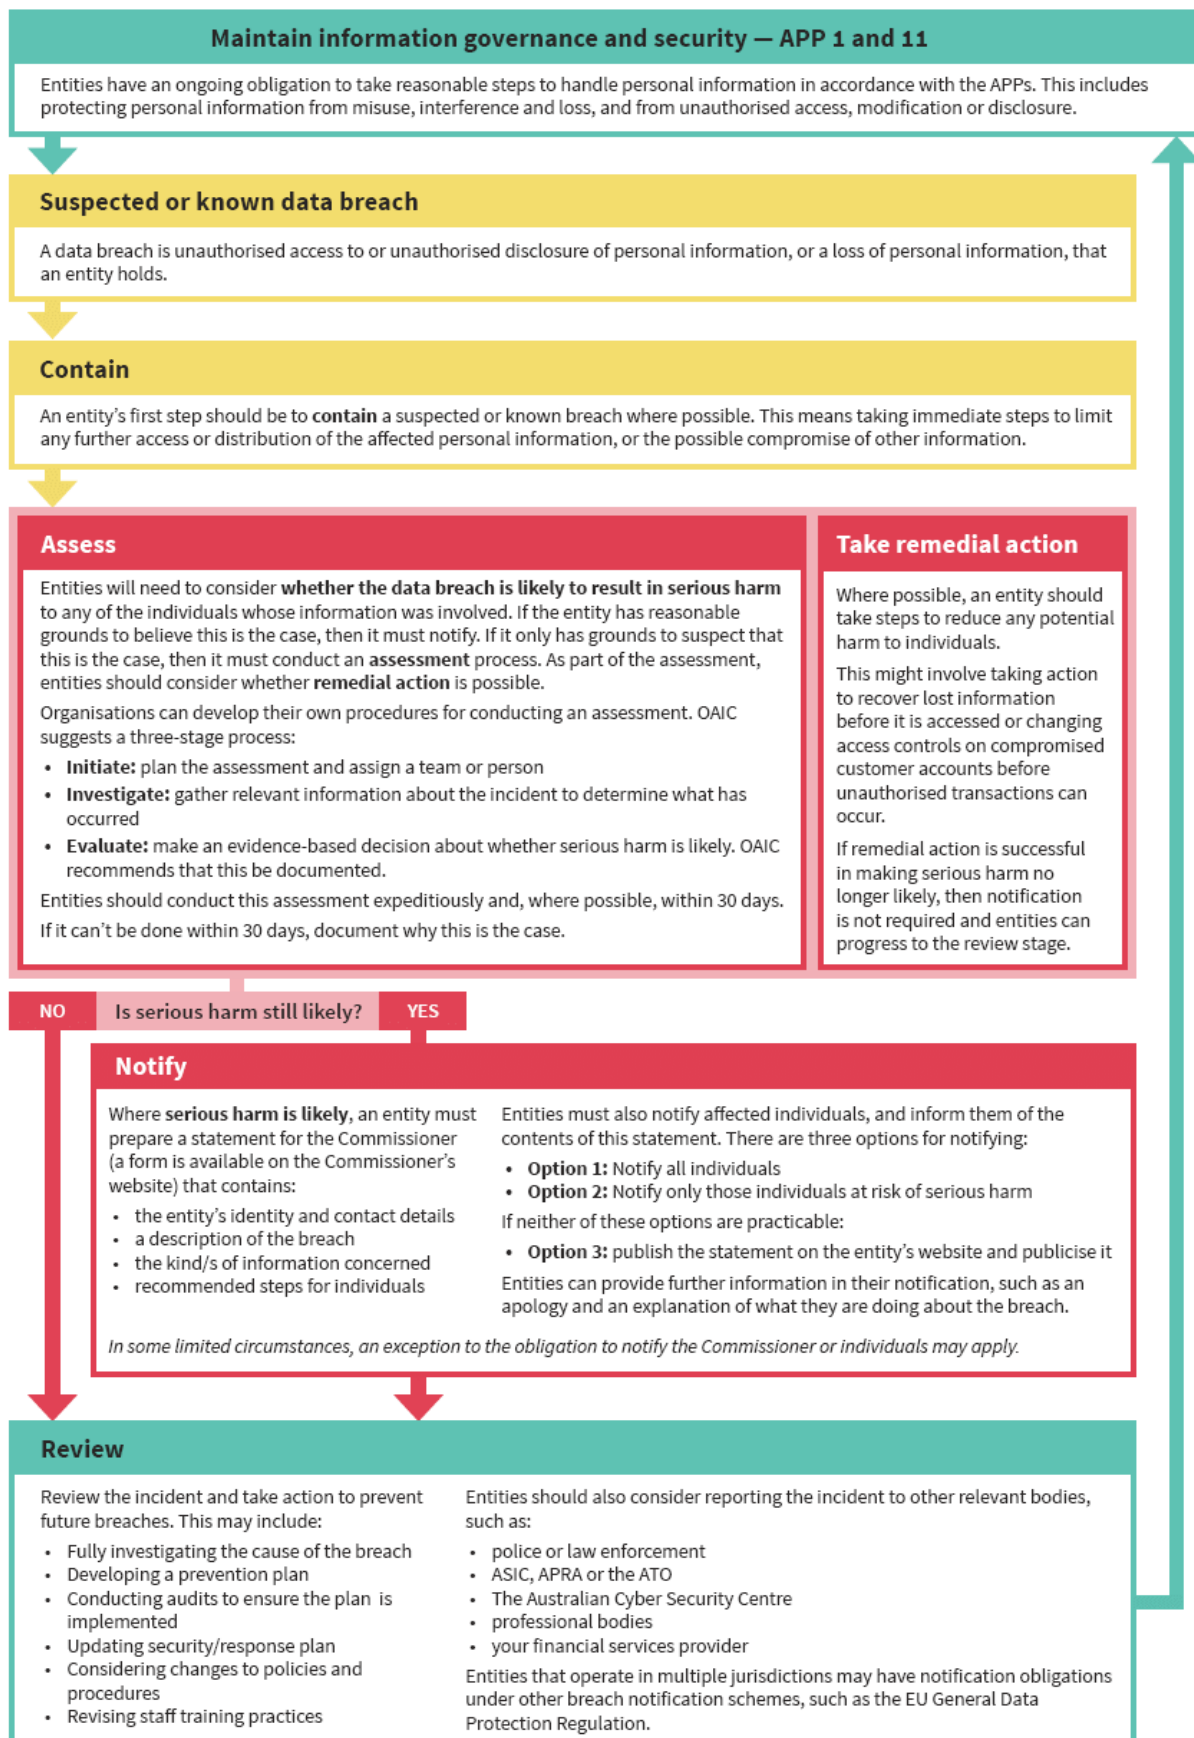 Maintain information governance and security — APP 1 and 11
Entities have an ongoing obligation to take reasonable steps to handle personal information in accordance with the APPs. This includes
protecting personal information from misuse, interference and loss, and from unauthorised access, modification or disclosure.
Suspected or known data breach
A data breach is unauthorised access to or unauthorised disclosure of personal information, or a loss of personal information, that
an entity holds.
Contain
An entity’s first step should be to contain a suspected or known breach where possible. This means taking immediate steps to limit
any further access or distribution of the affected personal information, or the possible compromise of other information.
Assess
Entities will need to consider whether the data breach is likely to result in serious harm
to any of the individuals whose information was involved. If the entity has reasonable
grounds to believe this is the case, then it must notify. If it only has grounds to suspect that
this is the case, then it must conduct an assessment process. As part of the assessment,
entities should consider whether remedial action is possible.
Organisations can develop their own procedures for conducting an assessment. OAIC
suggests a three-stage process:
• Initiate: plan the assessment and assign a team or person
• Investigate: gather relevant information about the incident to determine what has
occurred
• Evaluate: make an evidence-based decision about whether serious harm is likely. OAIC
recommends that this be documented.
Entities should conduct this assessment expeditiously and, where possible, within 30 days.
If it can’t be done within 30 days, document why this is the case.
Take remedial action
Where possible, an entity should
take steps to reduce any potential
harm to individuals.
This might involve taking action
to recover lost information
before it is accessed or changing
access controls on compromised
customer accounts before
unauthorised transactions can
occur.
If remedial action is successful
in making serious harm no
longer likely, then notification
is not required and entities can
progress to the review stage.
NO
Is serious harm still likely?
YES
Notify
Where serious harm is likely, an entity must
prepare a statement for the Commissioner
(a form is available on the Commissioner’s
website) that contains:
• the entity’s identity and contact details
• a description of the breach
• the kind/s of information concerned
• recommended steps for individuals
Entities must also notify affected individuals, and inform them of the
contents of this statement. There are three options for notifying:
• Option 1: Notify all individuals
• Option 2: Notify only those individuals at risk of serious harm
If neither of these options are practicable:
• Option 3: publish the statement on the entity’s website and publicise it
Entities can provide further information in their notification, such as an
apology and an explanation of what they are doing about the breach.
In some limited circumstances, an exception to the obligation to notify the Commissioner or individuals may apply.
Review
Review the incident and take action to prevent
future breaches. This may include:
• Fully investigating the cause of the breach
• Developing a prevention plan
• Conducting audits to ensure the plan is
implemented
• Updating security/response plan
• Considering changes to policies and
procedures
• Revising staff training practices
Entities should also consider reporting the incident to other relevant bodies,
such as:
• police or law enforcement
• ASIC, APRA or the ATO
• The Australian Cyber Security Centre
• professional bodies
• your financial services provider
Entities that operate in multiple jurisdictions may have notification obligations
under other breach notification schemes, such as the EU General Data
Protection Regulation.